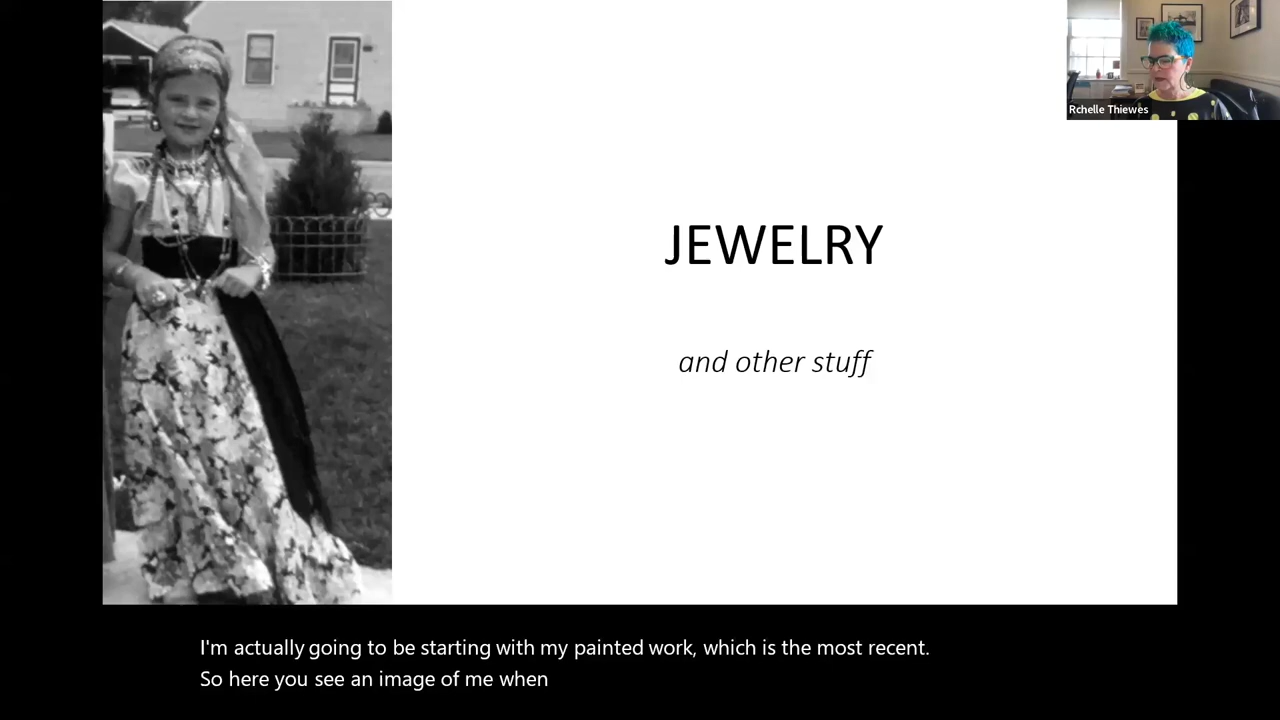 Rchelle Thiewes
JEWELRY
and other stuff
I'm actually going to be starting with my painted work, which is the most recent.
So here you see an image of me when